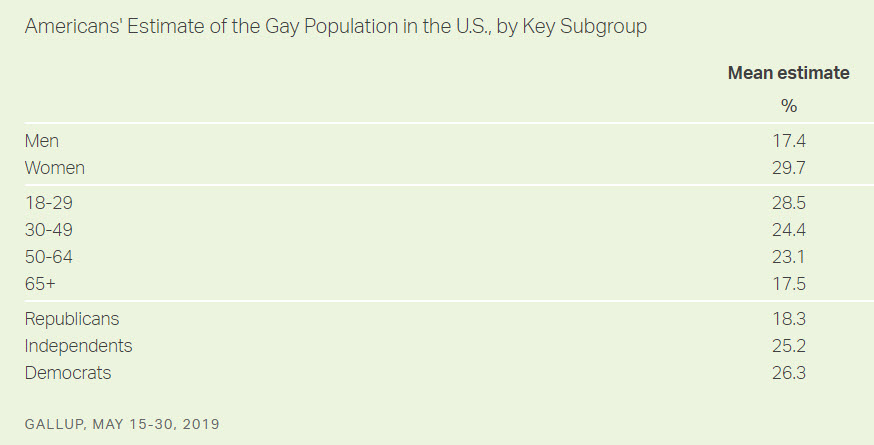 Americans' Estimate of the Gay Population in the U.S., by Key Subgroup
Mean estimate
%
Men 17.4
Women 29.7
18-29 28.5
30-49 24.4
50-64 23.1
65+ 17.5
Republicans 18.3
Independents 25.2
Democrats 26.3
GALLUP, MAY 15-30, 2019